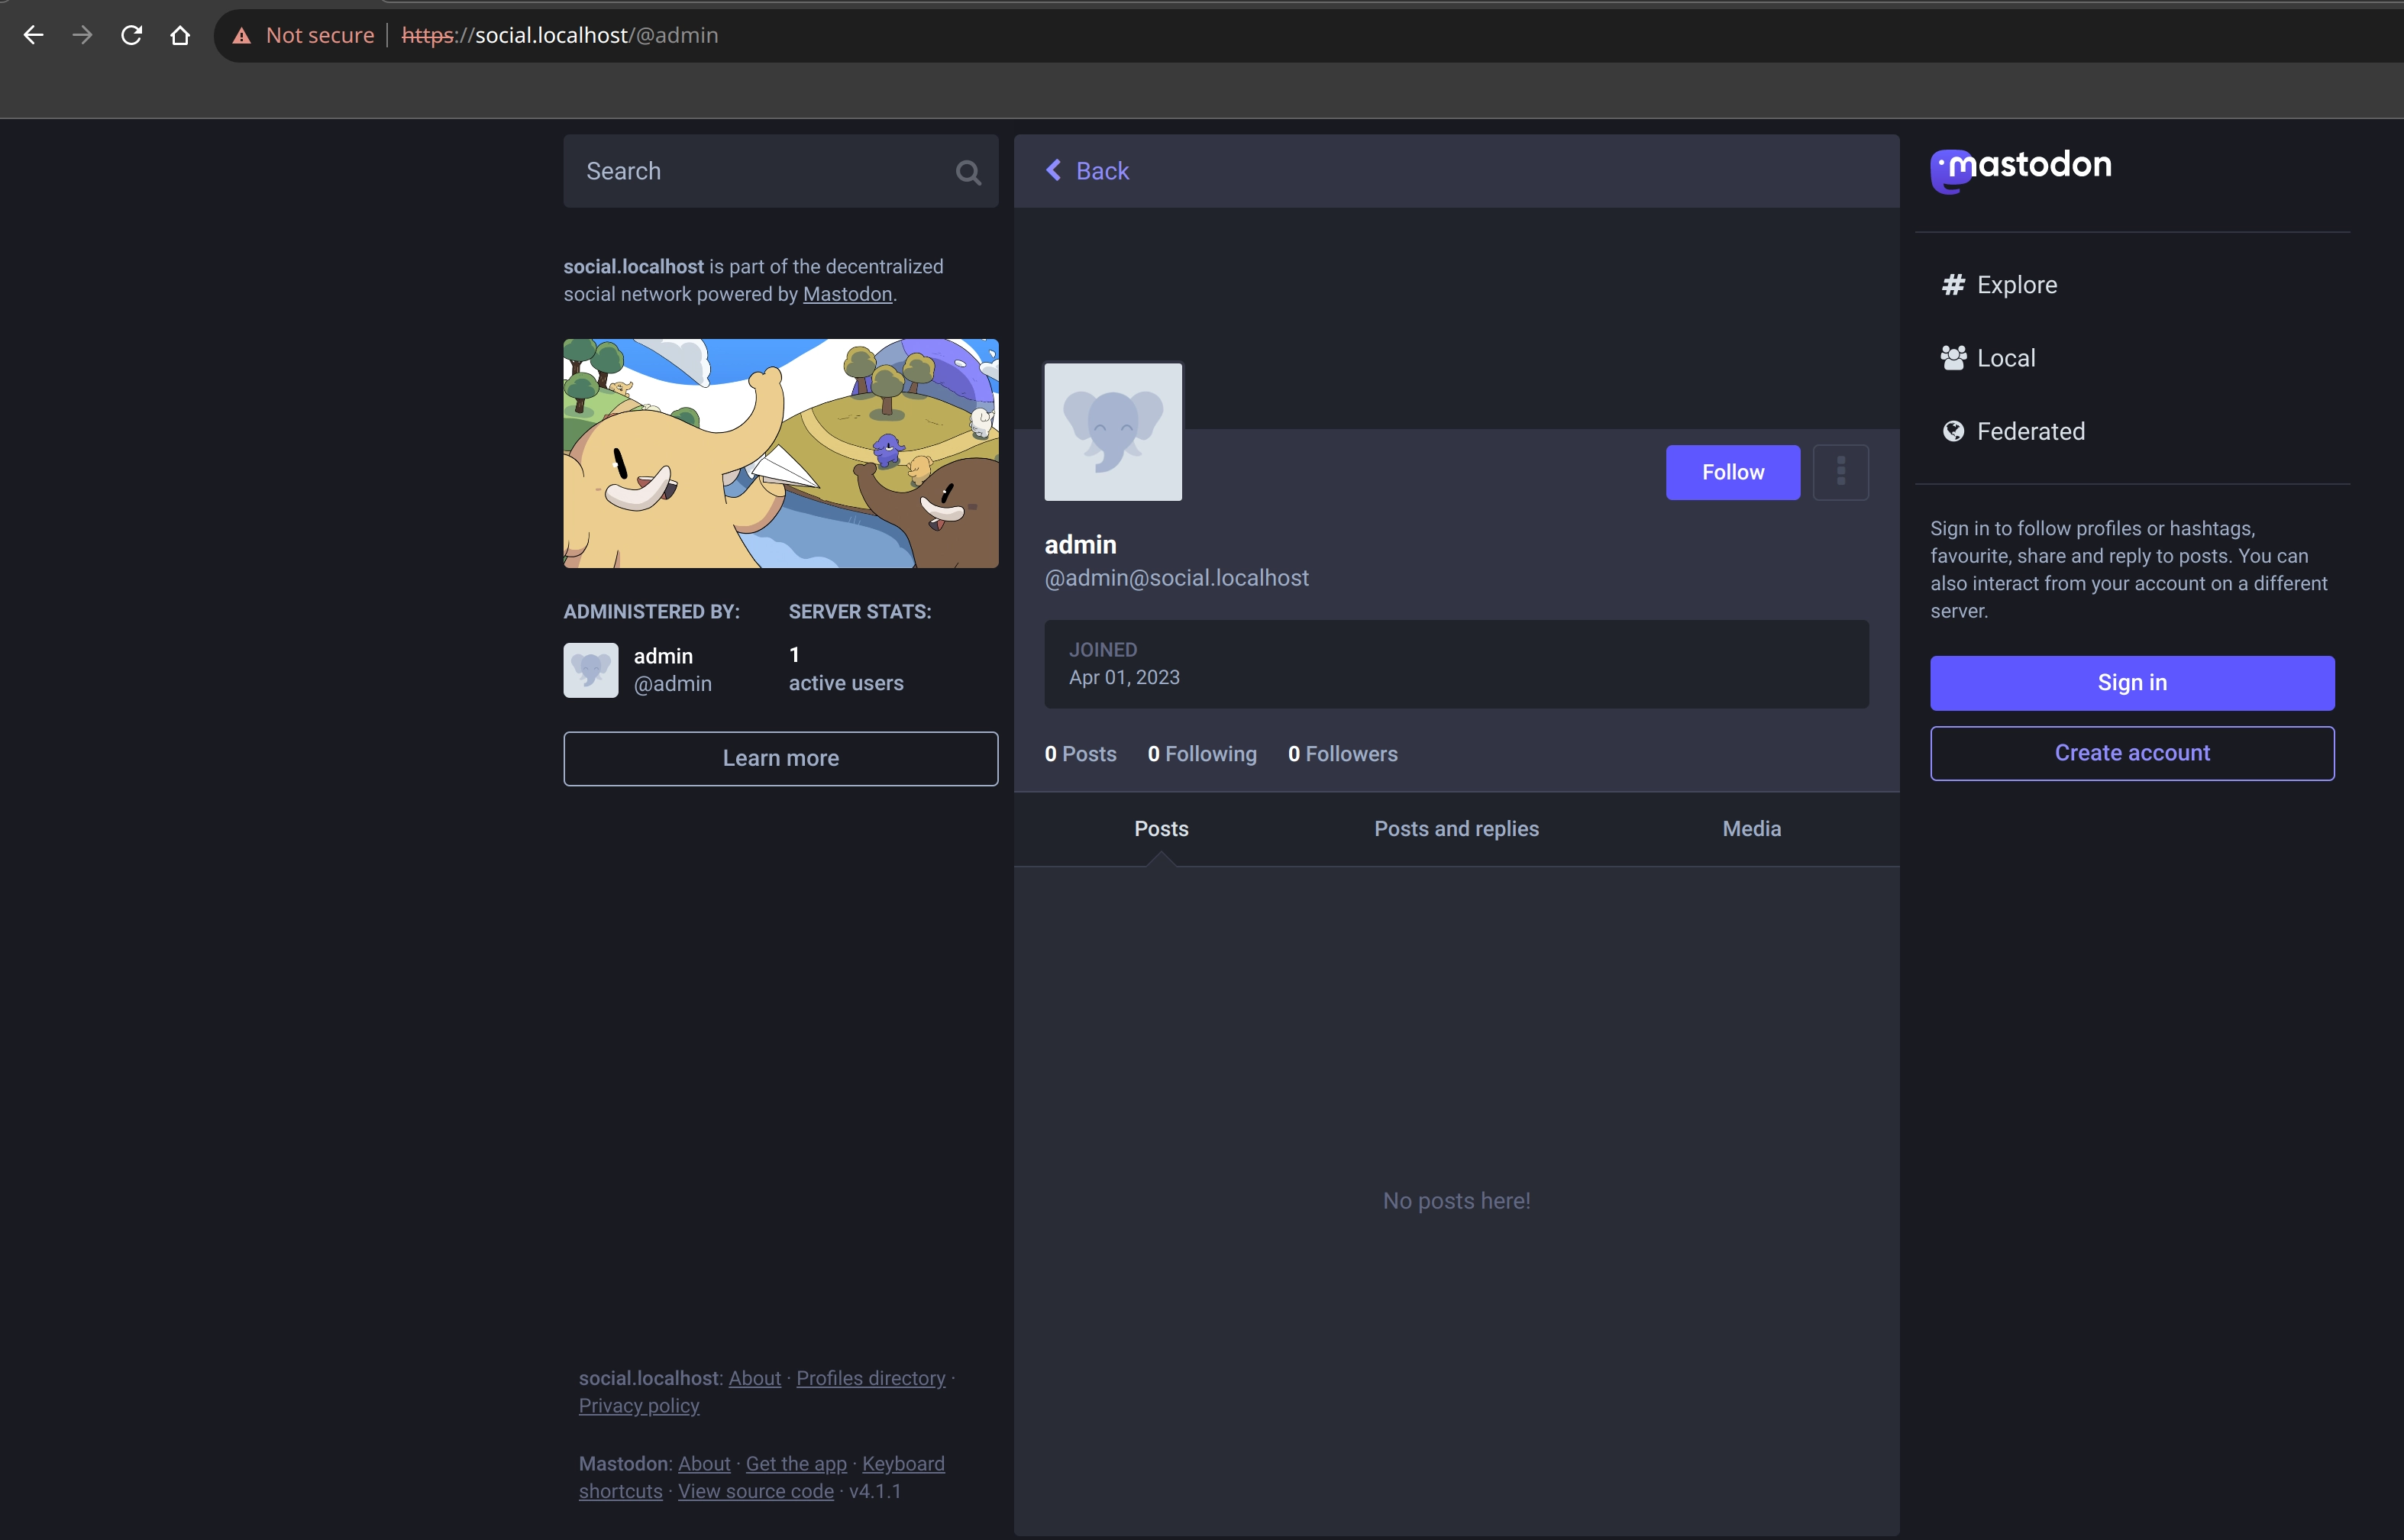 Not secure https://social.localhost/@admin
Search
social.localhost is part of the decentralized
social network powered by Mastodon.
ADMINISTERED BY:
admin
@admin
SERVER STATS:
1
active users
Learn more
social.localhost: About · Profiles directory ·
Privacy policy
Mastodon: About · Get the app · Keyboard
shortcuts · View source code · v4.1.1
Back
Follow
admin
@admin@social.localhost
JOINED
Apr 01, 2023
0 Posts 0 Following 0 Followers
Posts Posts and replies Media
No posts here!
mastodon
# Explore
Local
Federated
Sign in to follow profiles or hashtags,
favourite, share and reply to posts. You can
also interact from your account on a different
server.
Sign in
Create account